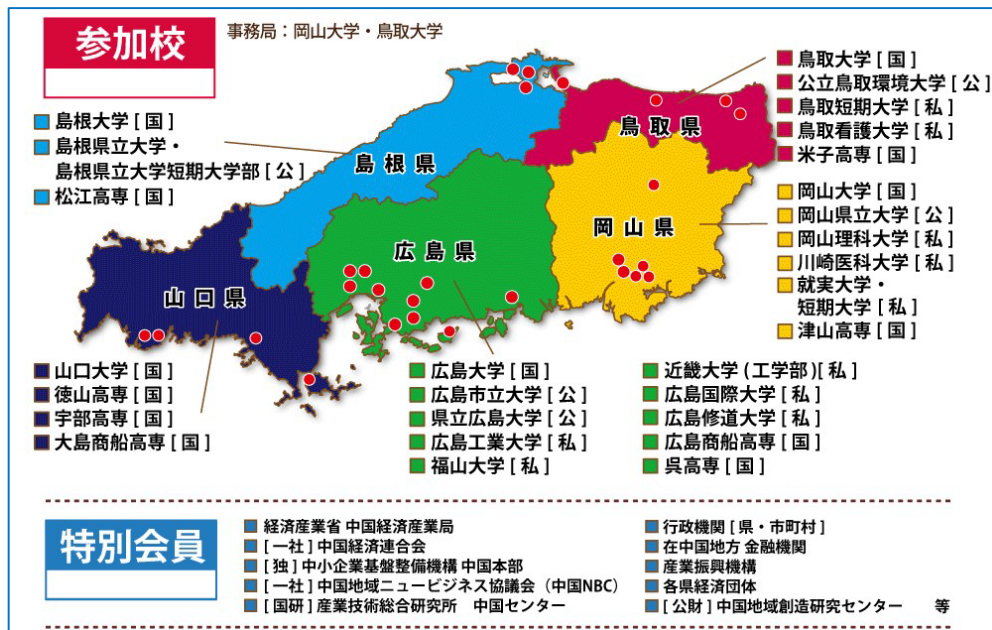 参加校
事務局：岡山大学・鳥取大学
島根大学 [ 国 ]
島根県立大学・
島根県立大学短期大学部 [ 公 ]
松江高専 [ 国 ]
鳥取大学 [ 国 ]
公立鳥取環境大学 [ 公 ]
鳥取短期大学 [ 私 ]
鳥取看護大学 [ 私 ]
米子高専 [ 国 ]
岡山大学 [ 国 ]
岡山県立大学 [ 公 ]
岡山理科大学 [ 私 ]
川崎医科大学 [ 私 ]
就実大学・
短期大学 [ 私 ]
津山高専 [ 国 ]
鳥取県
島根県
岡山県
広島県
山口県
山口大学 [ 国 ]
徳山高専 [ 国 ]
宇部高専 [ 国 ]
大島商船高専 [ 国 ]
広島大学 [ 国 ]
広島市立大学 [ 公 ]
県立広島大学 [ 公 ]
広島工業大学 [ 私 ]
福山大学 [ 私 ]
近畿大学 ( 工学部 )[ 私 ]
広島国際大学 [ 私 ]
広島修道大学 [ 私 ]
広島商船高専 [ 国 ]
呉高専 [ 国 ]
特別会員
経済産業省 中国経済産業局
[ 一社 ] 中国経済連合会
[ 独 ] 中小企業基盤整備機構 中国本部
[ 一社 ] 中国地域ニュービジネス協議会（中国NBC）
[ 国研 ] 産業技術総合研究所　中国センター
行政機関 [ 県・市町村 ]
在中国地方 金融機関
産業振興機構
各県経済団体
[ 公財 ] 中国地域創造研究センター　　等